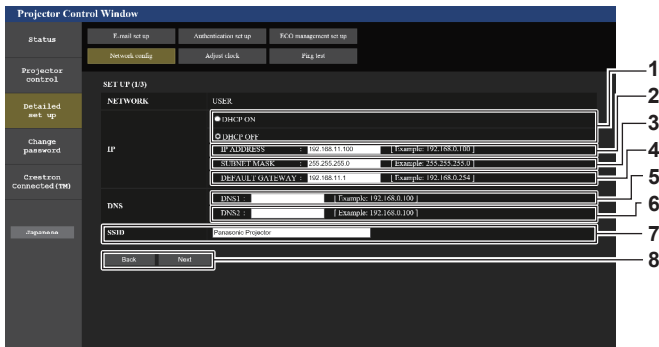 Projector Control Window
Status
Projector
control
Detailed
set up
Change
password
Crestron
Connected(TM)
Japanese
E-mail set up
Authentication set up
ECO management set up
Network config
Adjust clock
Ping test
SET UP (1/3)
NETWORK USER
IP
DHCP ON
DHCP OFF
IP ADDRESS : 192.168.11.100 [ Example: 192.168.0.100 ]
SUBNET MASK : 255.255.255.0 [ Example: 255.255.255.0 ]
DEFAULT GATEWAY : 192.168.11.1 [ Example: 192.168.0.254 ]
DNS
DNS1 : [ Example: 192.168.0.100 ]
DNS2 : [ Example: 192.168.0.100 ]
SSID Panasonic Projector
Back Next
1
2
3
4
5
6
7
8